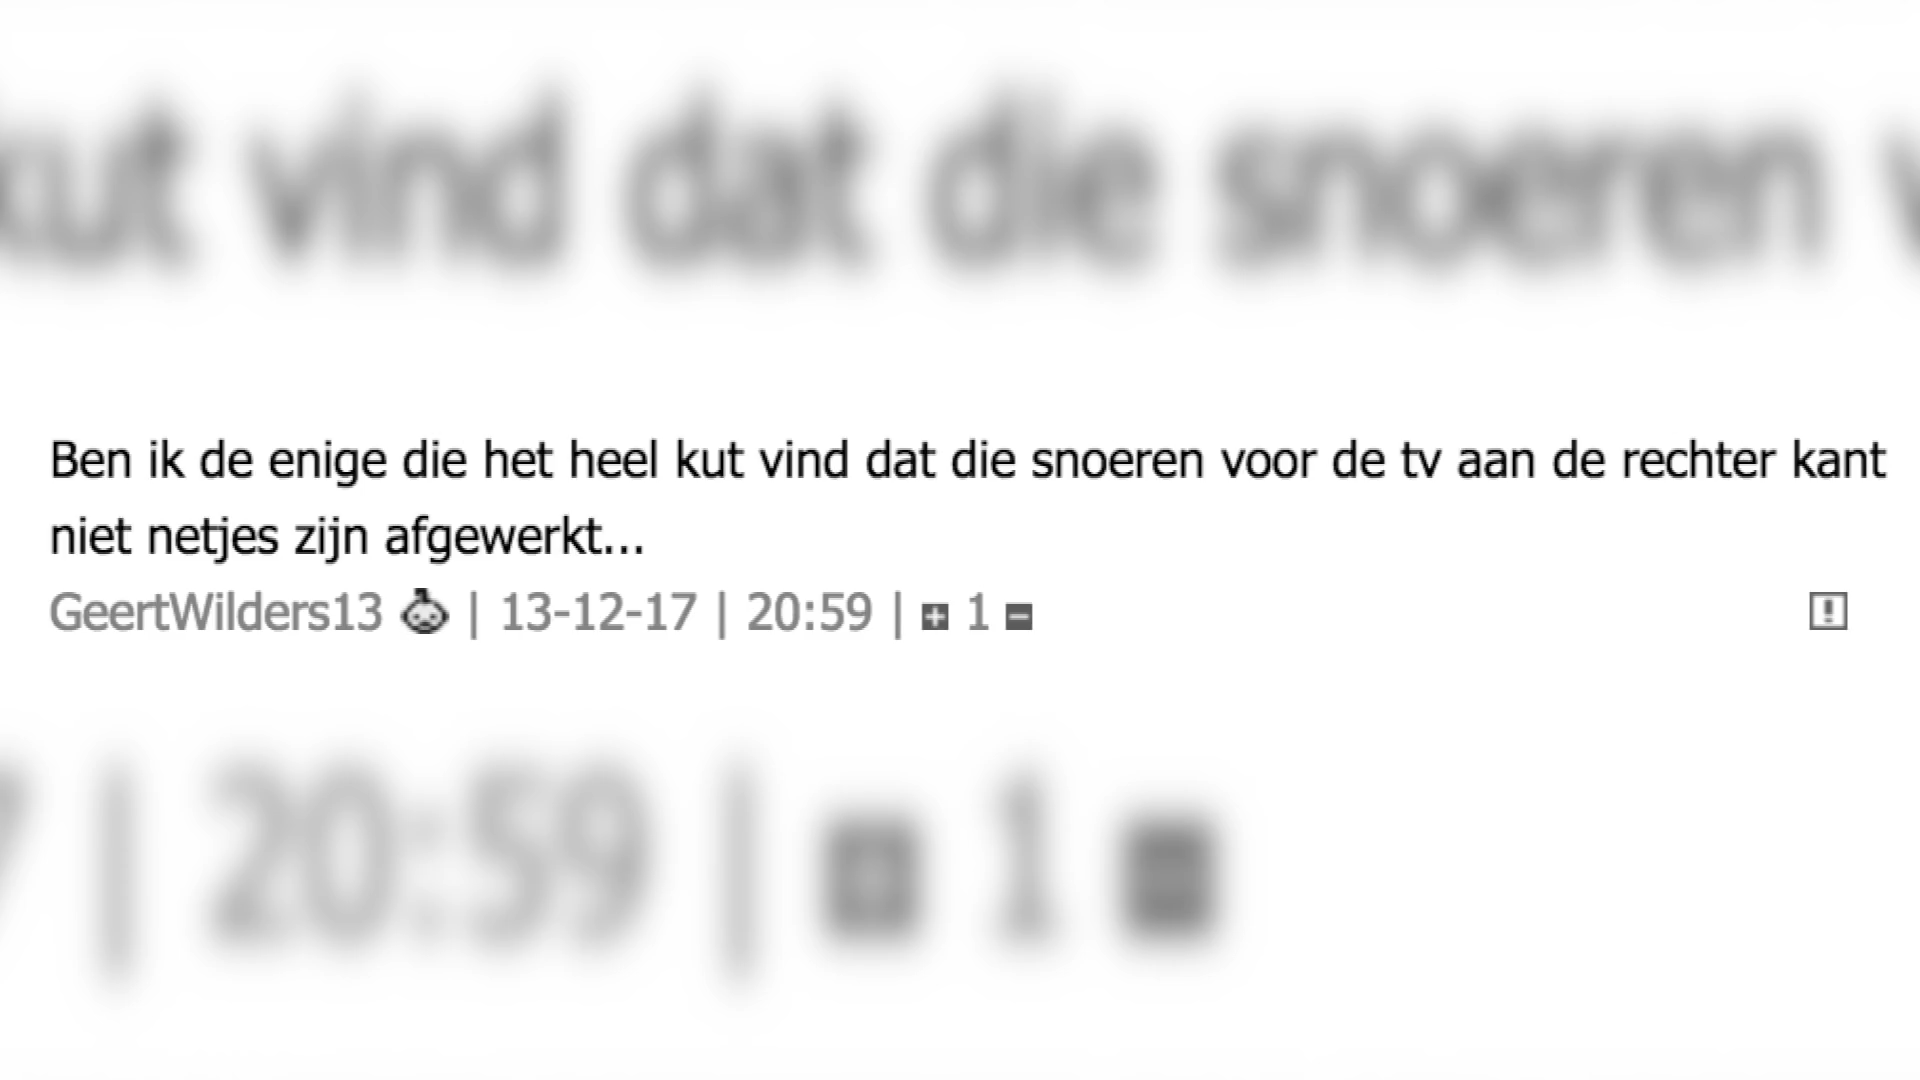 kut vind dat die snoeren
Ben ik de enige die het heel kut vind dat die snoeren voor de tv aan de rechter kant
niet netjes zijn afgewerkt...
GeertWilders13 | 13-12-17 | 20:59 | + 1 -
| 20:59 | + 1 -